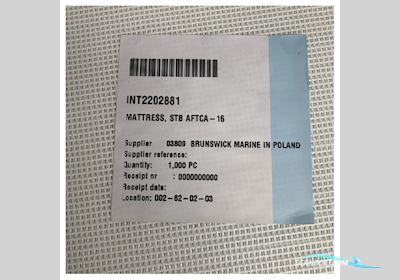 INT2202881
MATTRESS, STB AFTCA-16
Supplier 03809 BRUNSWICK MARINE IN POLAND
Supplier reference:
Quantity: 1,000 PC
Receipt nr : 0000000000
Receipt date:
Location: 002-62-02-03